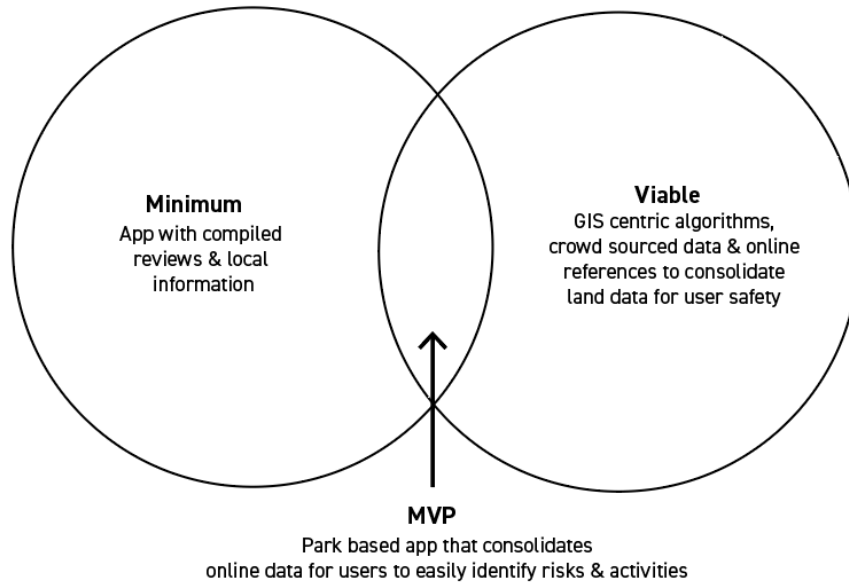 Minimum
App with compiled
reviews & local
information
Viable
GIS centric algorithms,
crowd sourced data & online
references to consolidate
land data for user safety
MVP
Park based app that consolidates
online data for users to easily identify risks & activities